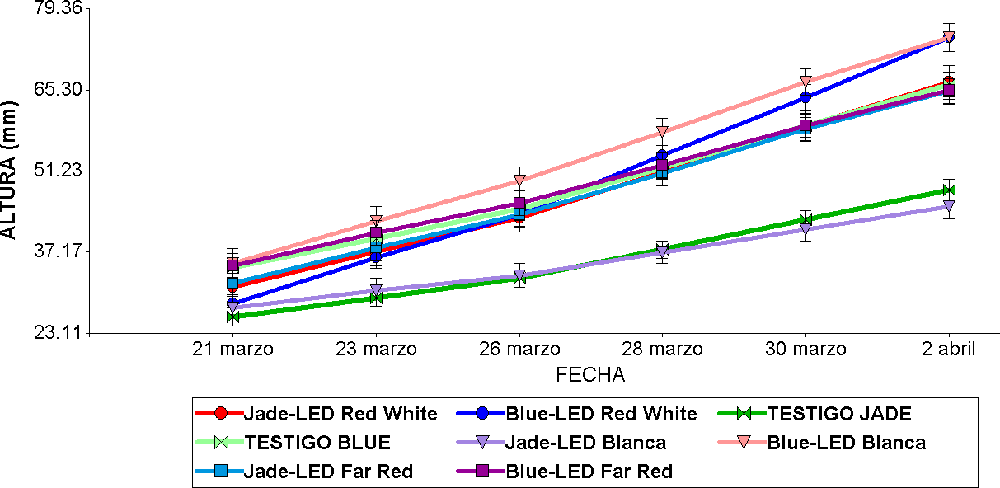 79.36
65.30
51.23
37.17
23.11
ALTURA (mm)
21 marzo 23 marzo 26 marzo 28 marzo 30 marzo 2 abril
FECHA
Jade-LED Red White Blue-LED Red White TESTIGO JADE
TESTIGO BLUE Jade-LED Blanca Blue-LED Blanca
Jade-LED Far Red Blue-LED Far Red